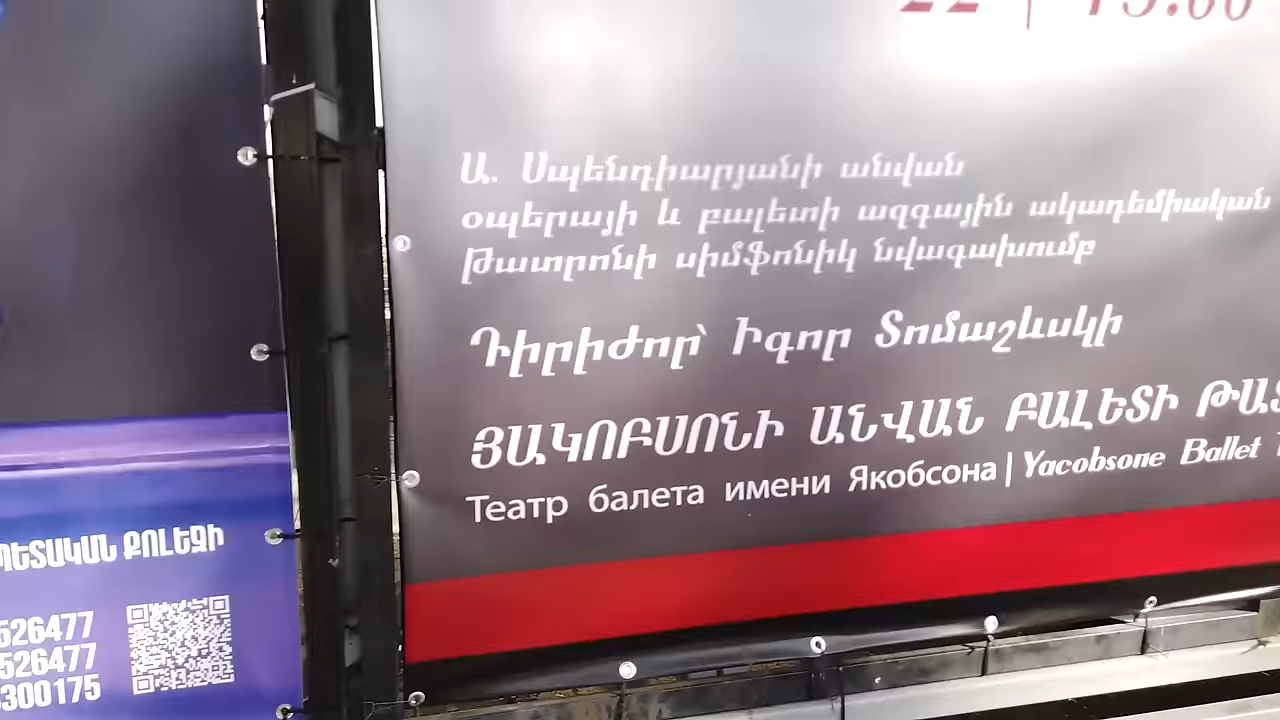 Ա. Սպենդիարյանի անվան
օպերայի և բալետի ազգային ակադեմիական
թատրոնի սիմֆոնիկ նվագախումբ
Դիրիժոր՝ Իգոր Տոմաշևսկի
ՅԱԿՈԲՍՈՆԻ ԱՆՎԱՆ ԲԱԼԵՏԻ
Театр балета имени Якобсона | Yacobsone Ballet
ՊԵՏԱԿԱՆ ՔՈԼԵՋԻ
526477
526477
300175